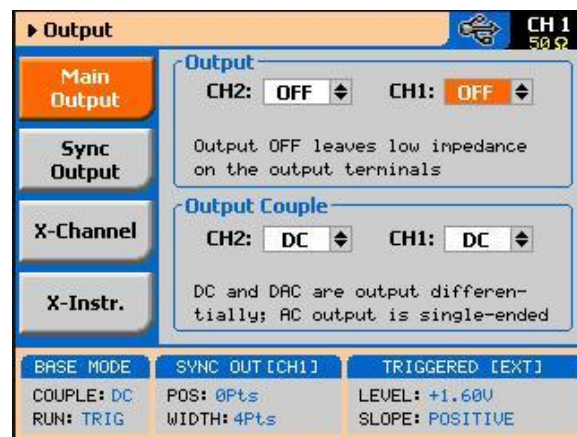 Output
CH 1
50 Ω
Main
Output
Sync
Output
X-Channel
X-Instr.
Output
CH2: OFF CH1: OFF
Output OFF leaves low impedance
on the output terminals
Output Couple
CH2: DC CH1: DC
DC and DAC are output differen-
tially; AC output is single-ended
BASE MODE
COUPLE: DC
RUN: TRIG
SYNC OUT [CH1]
POS: 0Pts
WIDTH: 4Pts
TRIGGERED [EXT]
LEVEL: +1.60V
SLOPE: POSITIVE